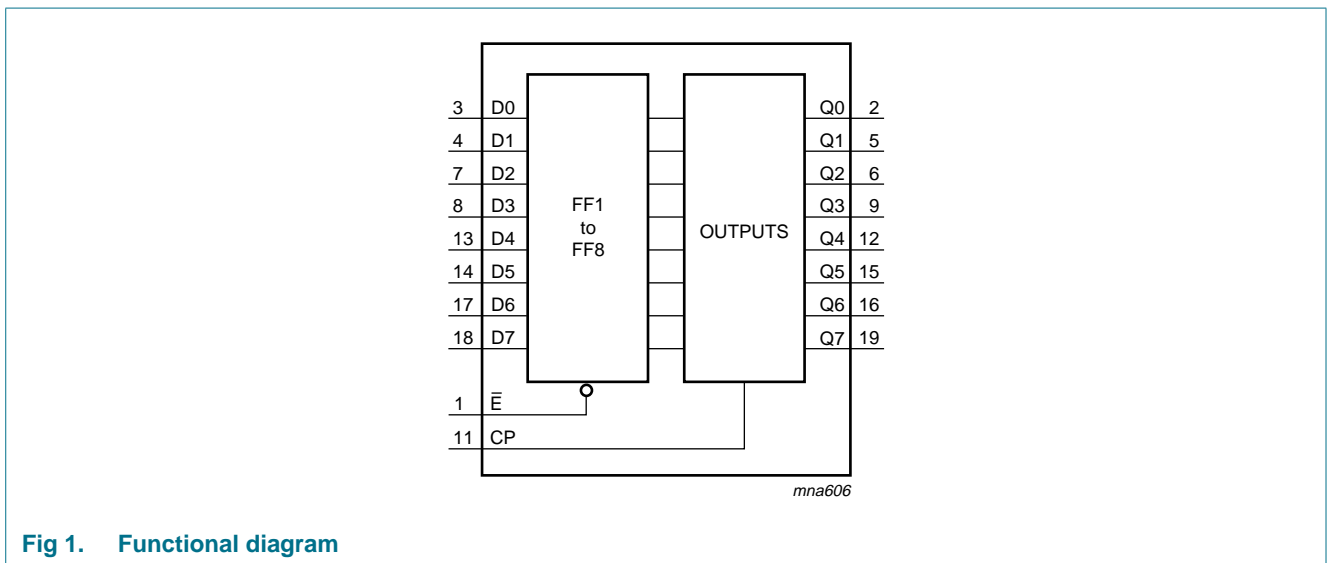 3 D0 Q0 2
4 D1 Q1 5
7 D2 Q2 6
8 D3 FF1 Q3 9
to OUTPUTS
13 D4 FF8 Q4 12
14 D5 Q5 15
17 D6 Q6 16
18 D7 Q7 19
1 E̅
11 CP
mna606
Fig 1. Functional diagram